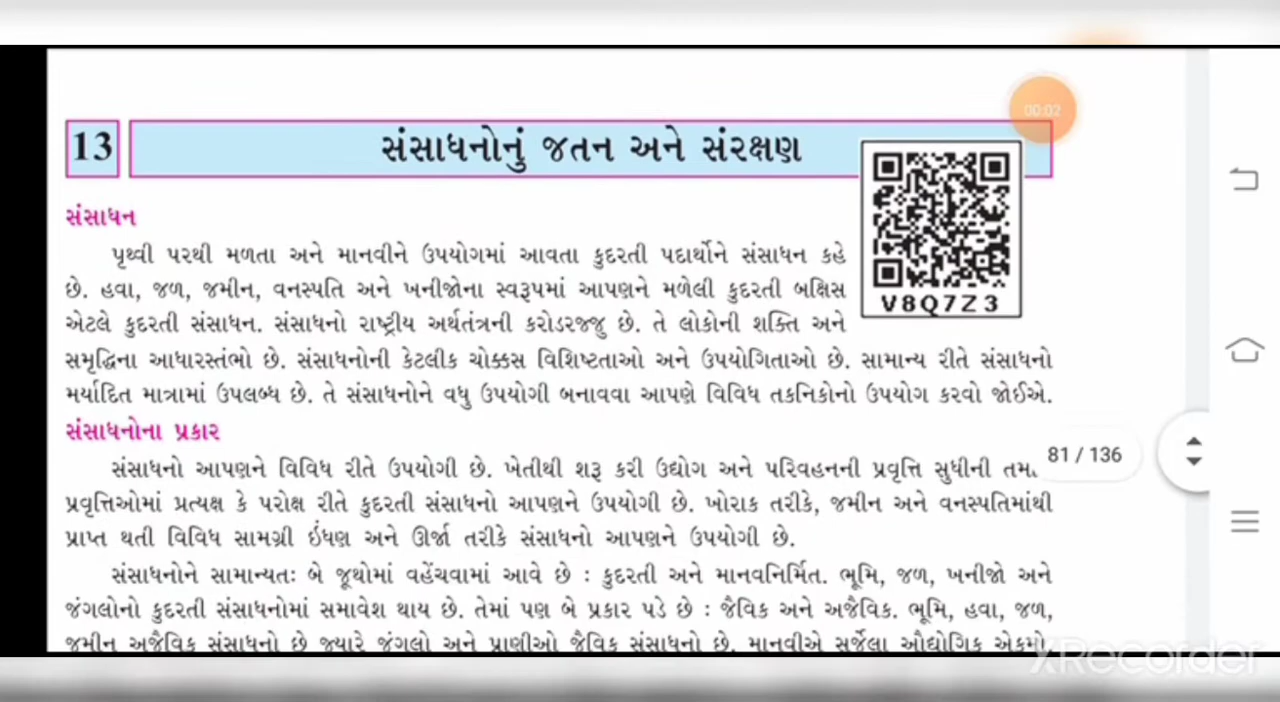 00:02
13 સંસાધનોનું જતન અને સંરક્ષણ
V8Q7Z3
સંસાધન
પૃથ્વી પરથી મળતા અને માનવીને ઉપયોગમાં આવતા કુદરતી પદાર્થોને સંસાધન કહે
છે. હવા, જળ, જમીન, વનસ્પતિ અને ખનીજોના સ્વરૂપમાં આપણને મળેલી કુદરતી બક્ષિસ
એટલે કુદરતી સંસાધન. સંસાધનો રાષ્ટ્રીય અર્થતંત્રની કરોડરજ્જુ છે. તે લોકોની શક્તિ અને
સમૃદ્ધિના આધારસ્તંભો છે. સંસાધનોની કેટલીક ચોક્કસ વિશિષ્ટતાઓ અને ઉપયોગિતાઓ છે. સામાન્ય રીતે સંસાધનો
મર્યાદિત માત્રામાં ઉપલબ્ધ છે. તે સંસાધનોને વધુ ઉપયોગી બનાવવા આપણે વિવિધ તકનિકોનો ઉપયોગ કરવો જોઈએ.
સંસાધનોના પ્રકાર
81 / 136
સંસાધનો આપણને વિવિધ રીતે ઉપયોગી છે. ખેતીથી શરૂ કરી ઉદ્યોગ અને પરિવહનની પ્રવૃત્તિ સુધીની
પ્રવૃત્તિઓમાં પ્રત્યક્ષ કે પરોક્ષ રીતે કુદરતી સંસાધનો આપણને ઉપયોગી છે. ખોરાક તરીકે, જમીન અને વનસ્પતિમાંથી
પ્રાપ્ત થતી વિવિધ સામગ્રી ઇંધણ અને ઊર્જા તરીકે સંસાધનો આપણને ઉપયોગી છે.
સંસાધનોને સામાન્યતઃ બે જૂથોમાં વહેંચવામાં આવે છે : કુદરતી અને માનવનિર્મિત. ભૂમિ, જળ, ખનીજો અને
જંગલોનો કુદરતી સંસાધનોમાં સમાવેશ થાય છે. તેમાં પણ બે પ્રકાર પડે છે : જૈવિક અને અજૈવિક. ભૂમિ, હવા, જળ,
જમીન અજૈવિક સંસાધનો છે જ્યારે જંગલો અને પ્રાણીઓ જૈવિક સંસાધનો છે. માનવીએ સર્જેલા ઔદ્યોગિક એકમો,
XRecorder